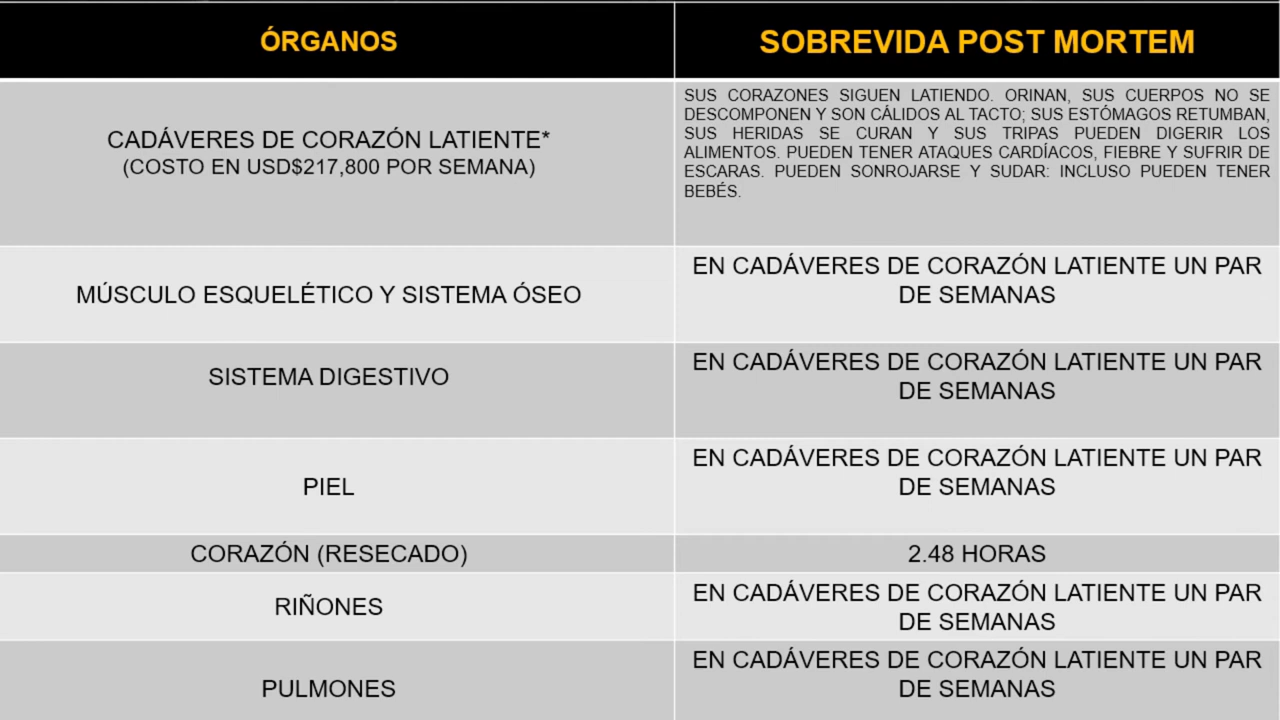 ÓRGANOS
SOBREVIDA POST MORTEM
CADÁVERES DE CORAZÓN LATIENTE*
(COSTO EN USD$217,800 POR SEMANA)
SUS CORAZONES SIGUEN LATIENDO. ORINAN, SUS CUERPOS NO SE
DESCOMPONEN Y SON CÁLIDOS AL TACTO; SUS ESTÓMAGOS RETUMBAN,
SUS HERIDAS SE CURAN Y SUS TRIPAS PUEDEN DIGERIR LOS
ALIMENTOS. PUEDEN TENER ATAQUES CARDÍACOS, FIEBRE Y SUFRIR DE
ESCARAS. PUEDEN SONROJARSE Y SUDAR: INCLUSO PUEDEN TENER
BEBÉS.
MÚSCULO ESQUELÉTICO Y SISTEMA ÓSEO
EN CADÁVERES DE CORAZÓN LATIENTE UN PAR
DE SEMANAS
SISTEMA DIGESTIVO
EN CADÁVERES DE CORAZÓN LATIENTE UN PAR
DE SEMANAS
PIEL
EN CADÁVERES DE CORAZÓN LATIENTE UN PAR
DE SEMANAS
CORAZÓN (RESECADO)
2.48 HORAS
RIÑONES
EN CADÁVERES DE CORAZÓN LATIENTE UN PAR
DE SEMANAS
PULMONES
EN CADÁVERES DE CORAZÓN LATIENTE UN PAR
DE SEMANAS